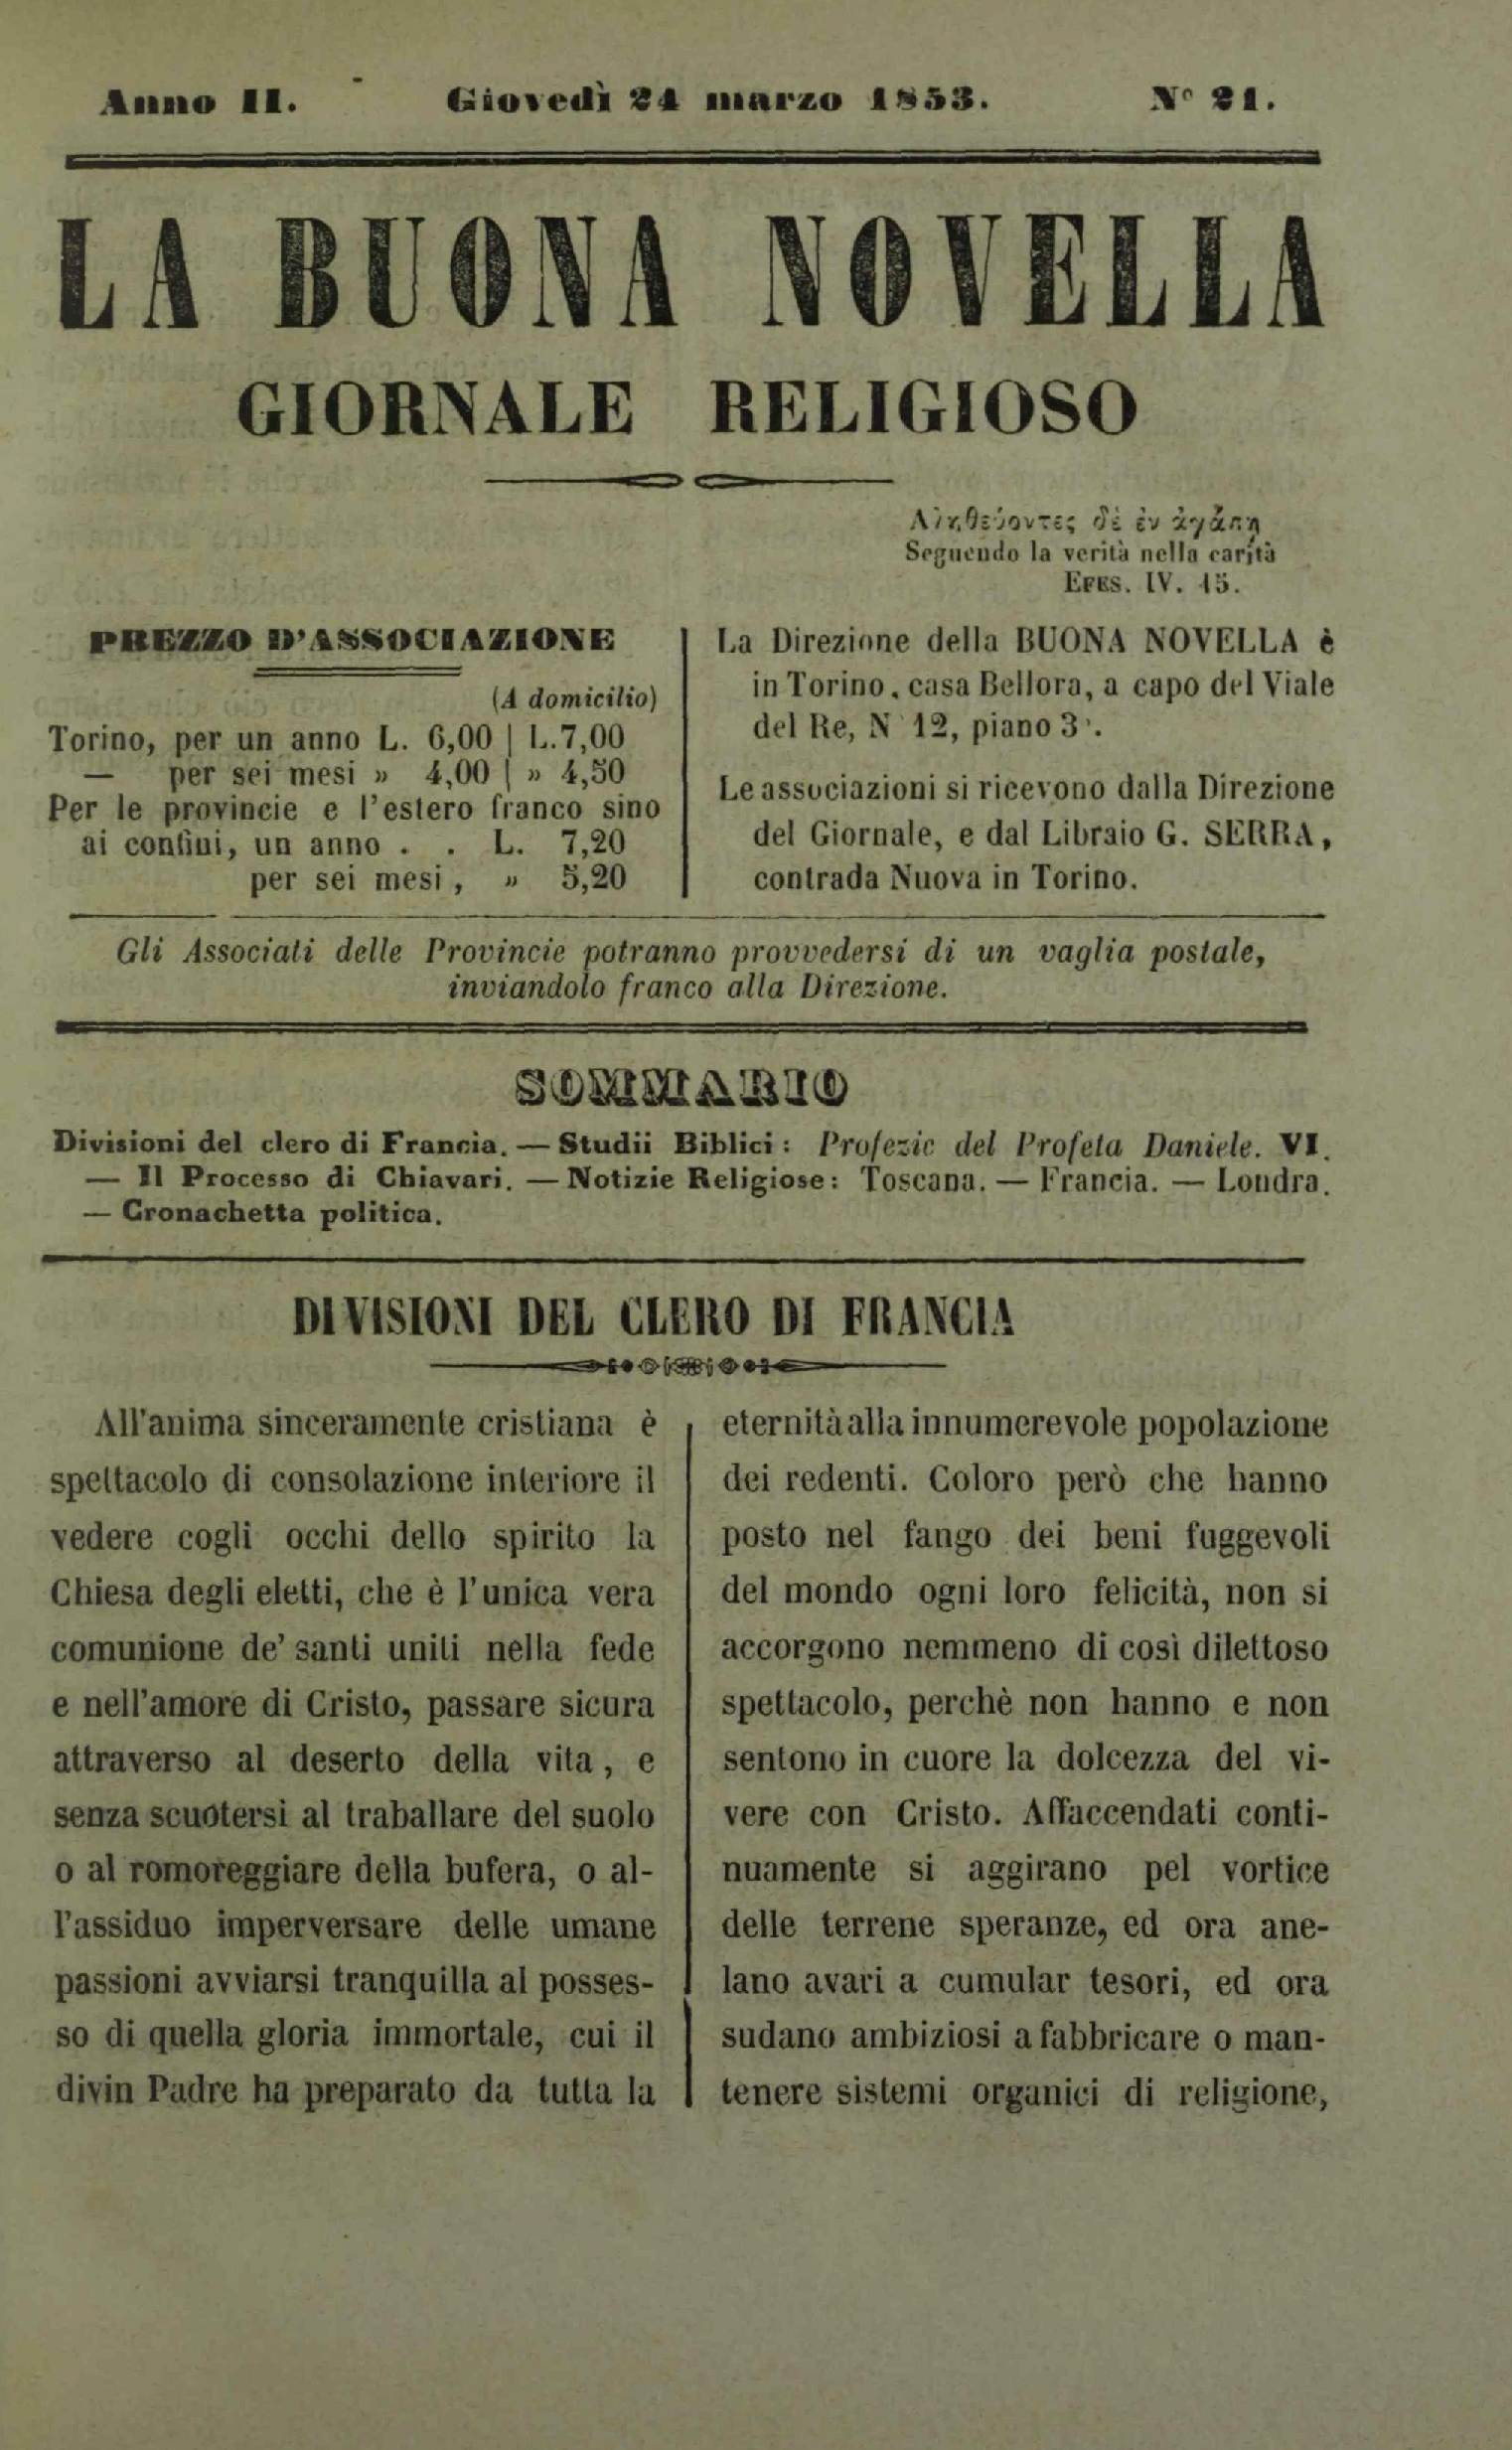 Anno II. Giovedì 24 marzo 1853. N° 21.
LA BUONA NOVELLA
GIORNALE RELIGIOSO
Αληθεύοντες δὲ ἐν ἀγάπῃ
Seguendo la verità nella carità
EFES. IV. 15.
PREZZO D'ASSOCIAZIONE
(A domicilio)
Torino, per un anno L. 6,00 | L. 7,00
— per sei mesi » 4,00 | » 4,50
Per le provincie e l'estero franco sino
ai confini, un anno . . L. 7,20
per sei mesi, » 5,20
La Direzione della BUONA NOVELLA è
in Torino, casa Bellora, a capo del Viale
del Re, N° 12, piano 3°.
Le associazioni si ricevono dalla Direzione
del Giornale, e dal Libraio G. SERRA,
contrada Nuova in Torino.
Gli Associati delle Provincie potranno provvedersi di un vaglia postale,
inviandolo franco alla Direzione.
SOMMARIO
Divisioni del clero di Francia. — Studii Biblici: Profezie del Profeta Daniele. VI.
— Il Processo di Chiavari. — Notizie Religiose: Toscana. — Francia. — Londra.
— Cronachetta politica.
DIVISIONI DEL CLERO DI FRANCIA
All'anima sinceramente cristiana è
spettacolo di consolazione interiore il
vedere cogli occhi dello spirito la
Chiesa degli eletti, che è l'unica vera
comunione de' santi uniti nella fede
e nell'amore di Cristo, passare sicura
attraverso al deserto della vita, e
senza scuotersi al traballare del suolo
o al romoreggiare della bufera, o al-
l'assiduo imperversare delle umane
passioni avviarsi tranquilla al posses-
so di quella gloria immortale, cui il
divin Padre ha preparato da tutta la
eternità alla innumerevole popolazione
dei redenti. Coloro però che hanno
posto nel fango dei beni fuggevoli
del mondo ogni loro felicità, non si
accorgono nemmeno di così dilettoso
spettacolo, perchè non hanno e non
sentono in cuore la dolcezza del vi-
vere con Cristo. Affaccendati conti-
nuamente si aggirano pel vortice
delle terrene speranze, ed ora ane-
lano avari a cumular tesori, ed ora
sudano ambiziosi a fabbricare o man-
tenere sistemi organici di religione,